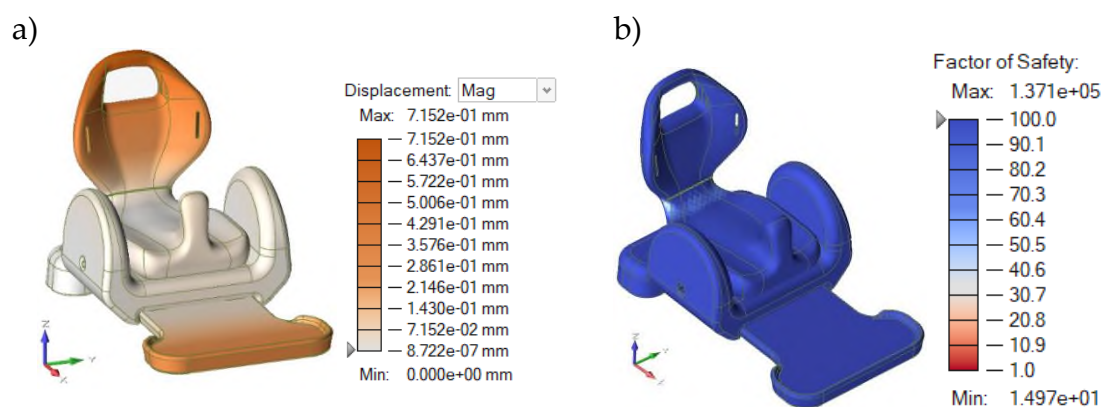 a)
Displacement: Mag
Max: 7.152e-01 mm
7.152e-01 mm
6.437e-01 mm
5.722e-01 mm
5.006e-01 mm
4.291e-01 mm
3.576e-01 mm
2.861e-01 mm
2.146e-01 mm
1.430e-01 mm
7.152e-02 mm
8.722e-07 mm
Min: 0.000e+00 mm
Z
Y
X
b)
Factor of Safety:
Max: 1.371e+05
100.0
90.1
80.2
70.3
60.4
50.5
40.6
30.7
20.8
10.9
1.0
Min: 1.497e+01
Z
Y
X